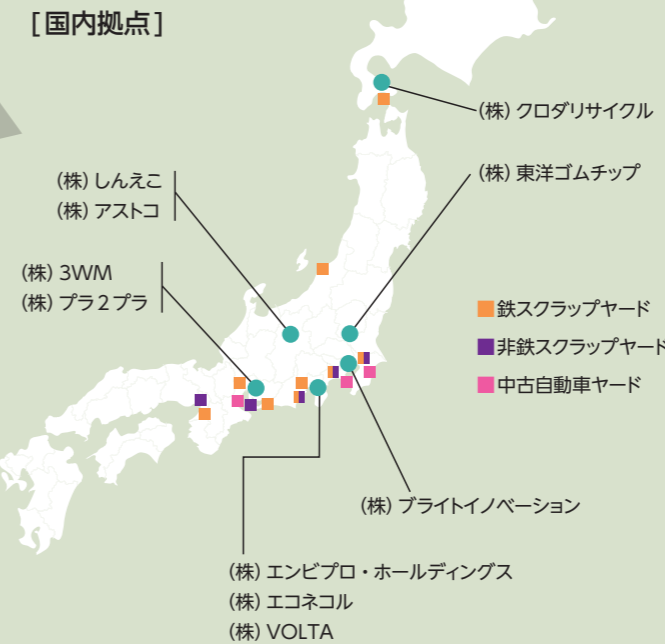 [国内拠点]
(株) クロダリサイクル
(株) 東洋ゴムチップ
(株) しんえこ
(株) アストコ
(株) 3WM
(株) プラ2プラ
鉄スクラップヤード
非鉄スクラップヤード
中古自動車ヤード
(株) ブライトイノベーション
(株) エンビプロ・ホールディングス
(株) エコネコル
(株) VOLTA